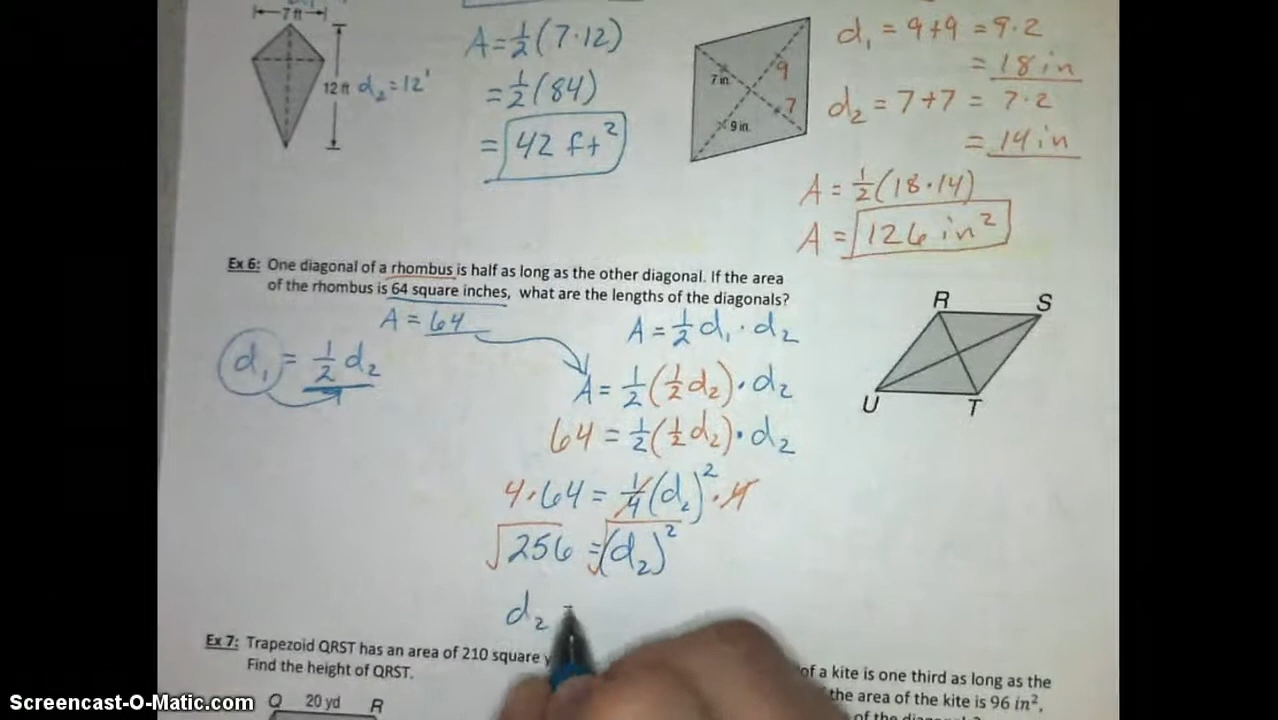 7 ft
12 ft d₂ = 12'
A = ½(7·12)
= ½(84)
= 42 ft²
7 in.
9
7
9 in.
d₁ = 9+9 = 9·2
= 18 in
d₂ = 7+7 = 7·2
= 14 in
A = ½(18·14)
A = 126 in²
Ex 6: One diagonal of a rhombus is half as long as the other diagonal. If the area
of the rhombus is 64 square inches, what are the lengths of the diagonals?
A = 64
d₁ = ½ d₂
A = ½ d₁ · d₂
A = ½(½d₂)·d₂
64 = ½(½d₂)·d₂
4·64 = ¼(d₂)²·4
√256 = √(d₂)²
d₂
R
S
U
T
Ex 7: Trapezoid QRST has an area of 210 square y
Find the height of QRST.
Q 20 yd R
of a kite is one third as long as the
the area of the kite is 96 in²,
Screencast-O-Matic.com